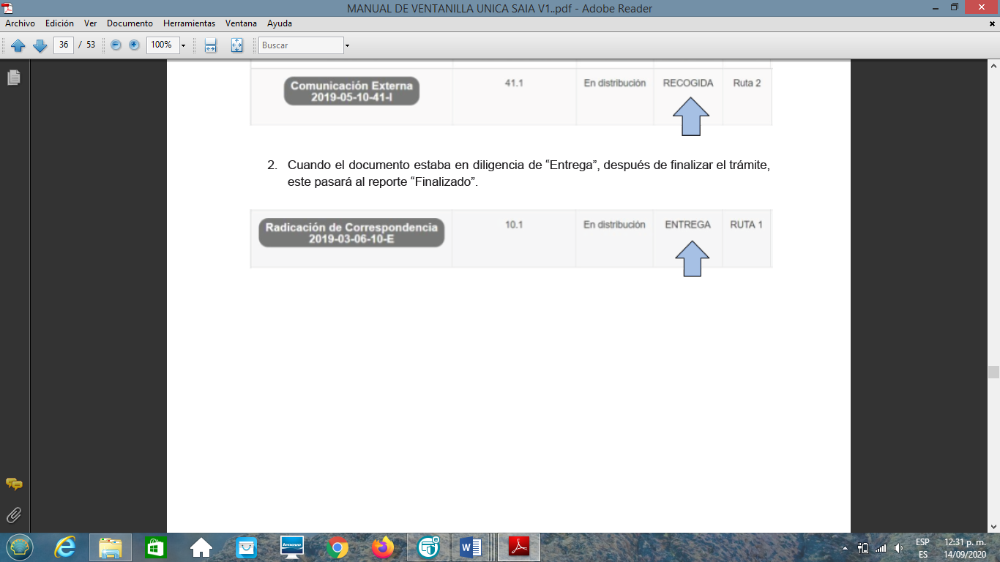 MANUAL DE VENTANILLA UNICA SAIA V1..pdf - Adobe Reader
Archivo Edición Ver Documento Herramientas Ventana Ayuda
36 / 53 100% Buscar
Comunicación Externa
2019-05-10-41-I
41.1 En distribución RECOGIDA Ruta 2
2. Cuando el documento estaba en diligencia de “Entrega”, después de finalizar el trámite,
este pasará al reporte “Finalizado”.
Radicación de Correspondencia
2019-03-06-10-E
10.1 En distribución ENTREGA RUTA 1
lenovo
ESP 12:31 p. m.
ES 14/09/2020